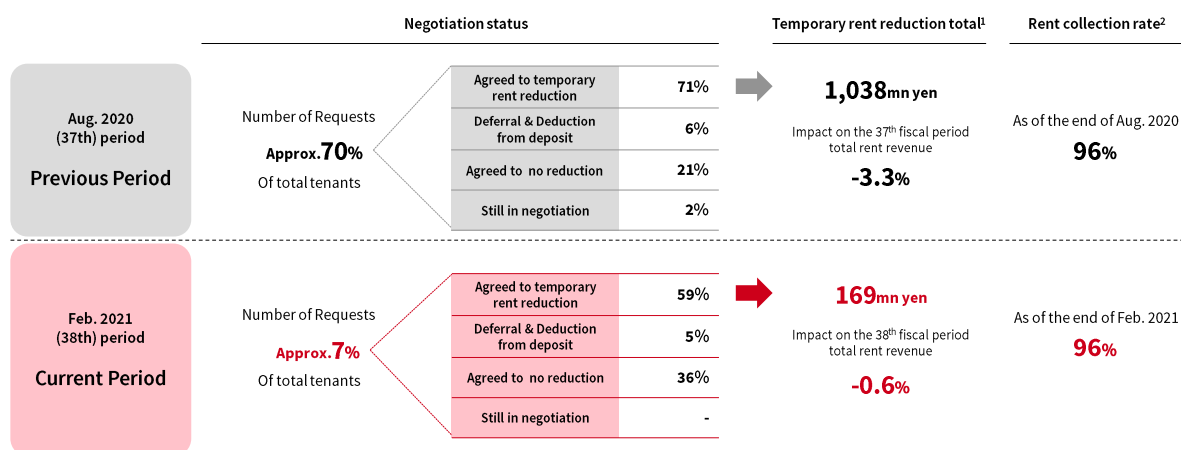 Negotiation status
Temporary rent reduction total1
Rent collection rate2
Aug. 2020
(37th) period
Previous Period
Number of Requests
Approx.70%
Of total tenants
Agreed to temporary
rent reduction
71%
Deferral & Deduction
from deposit
6%
Agreed to no reduction
21%
Still in negotiation
2%
1,038mn yen
Impact on the 37th fiscal period
total rent revenue
-3.3%
As of the end of Aug. 2020
96%
Feb. 2021
(38th) period
Current Period
Number of Requests
Approx.7%
Of total tenants
Agreed to temporary
rent reduction
59%
Deferral & Deduction
from deposit
5%
Agreed to no reduction
36%
Still in negotiation
-
169mn yen
Impact on the 38th fiscal period
total rent revenue
-0.6%
As of the end of Feb. 2021
96%